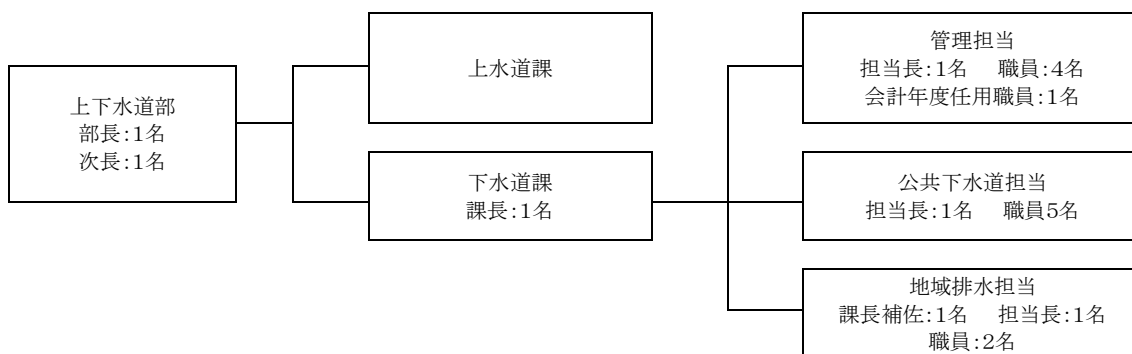 上下水道部
部長:1名
次長:1名
上水道課
下水道課
課長:1名
管理担当
担当長:1名　職員:4名
会計年度任用職員:1名
公共下水道担当
担当長:1名　職員5名
地域排水担当
課長補佐:1名　担当長:1名
職員:2名